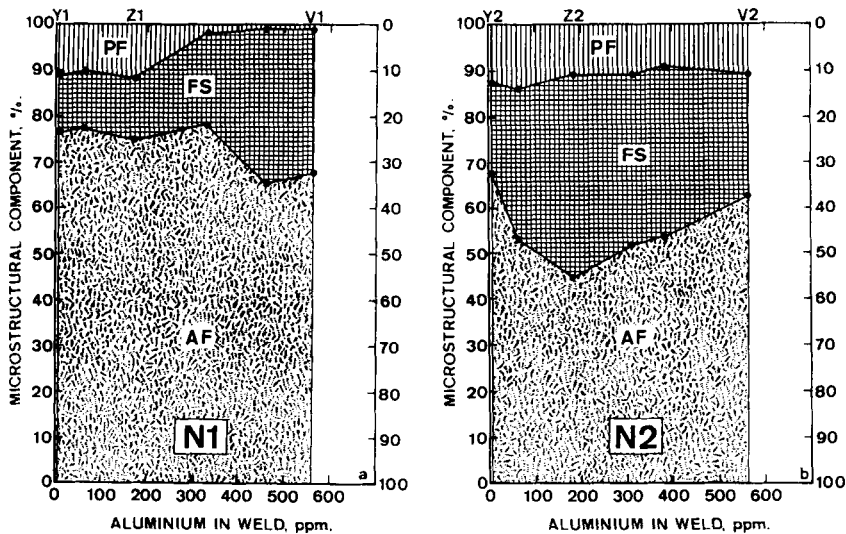 Y1 Z1 V1
MICROSTRUCTURAL COMPONENT, %.
100
90
80
70
60
50
40
30
20
10
0
PF
FS
AF
N1
a
0
10
20
30
40
50
60
70
80
90
100
0 100 200 300 400 500 600
ALUMINIUM IN WELD, ppm.
Y2 Z2 V2
MICROSTRUCTURAL COMPONENT, %.
100
90
80
70
60
50
40
30
20
10
0
PF
FS
AF
N2
b
0
10
20
30
40
50
60
70
80
90
100
0 100 200 300 400 500 600
ALUMINIUM IN WELD, ppm.